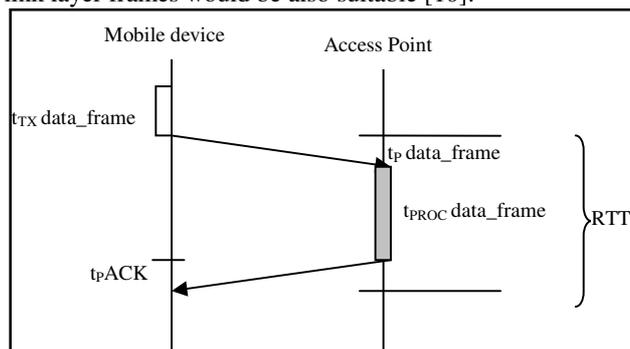 link layer frames would be also suitable [10].
Mobile device
Access Point
tTX data_frame
tP data_frame
tPROC data_frame
RTT
tPACK